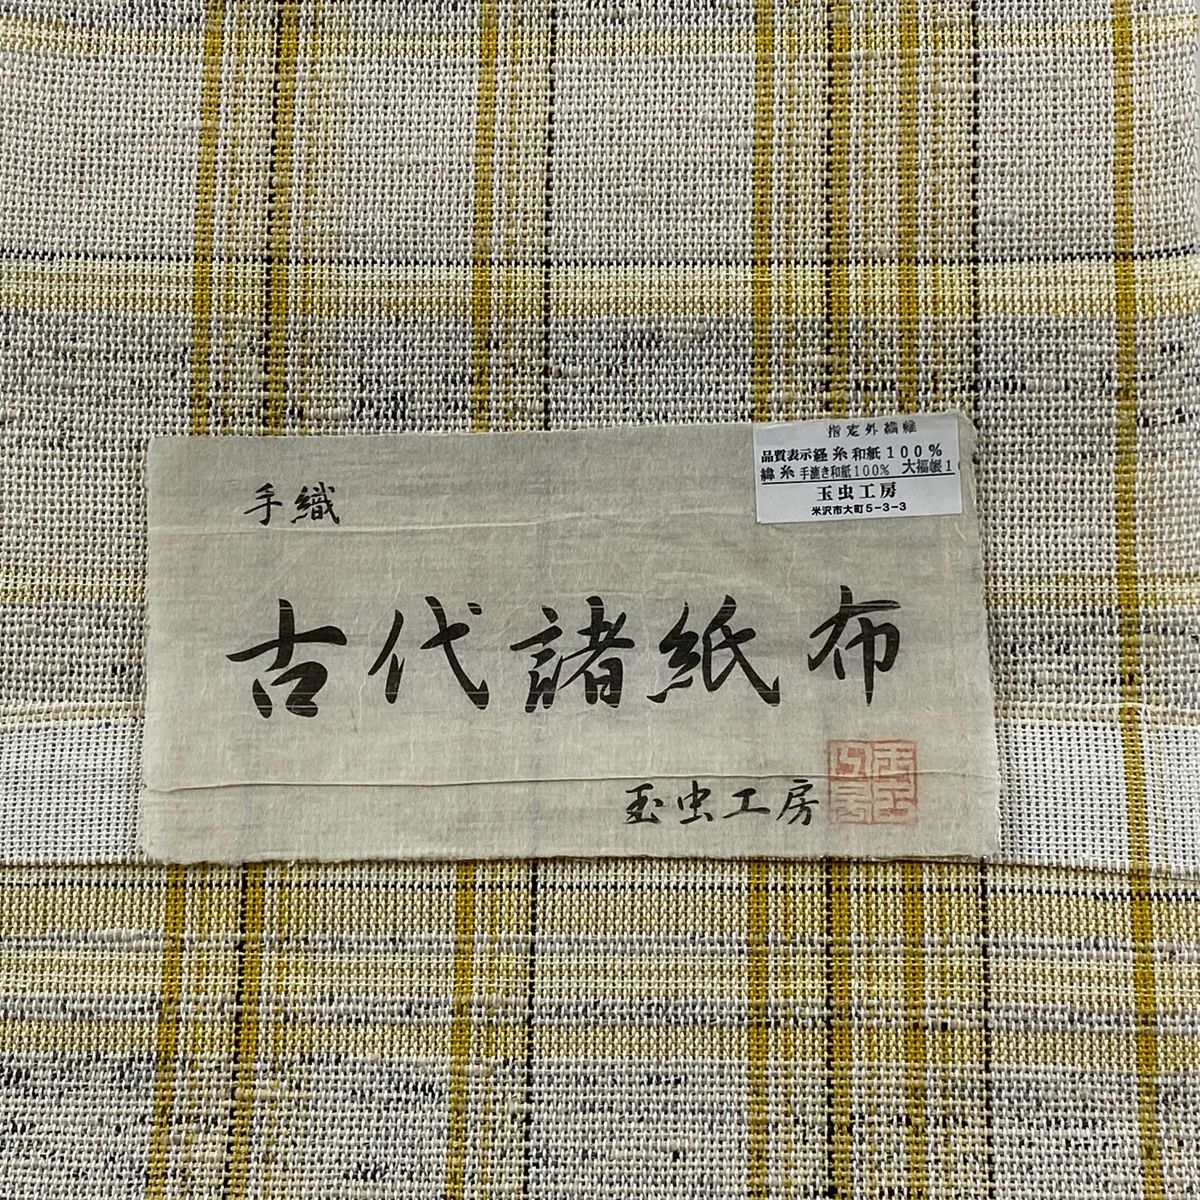 指定外繊維
品質表示経糸和紙100%
緯糸 手漉き和紙100% 大福帳1
玉虫工房
米沢市大町5-3-3
手織
古代諸紙布
玉虫工房